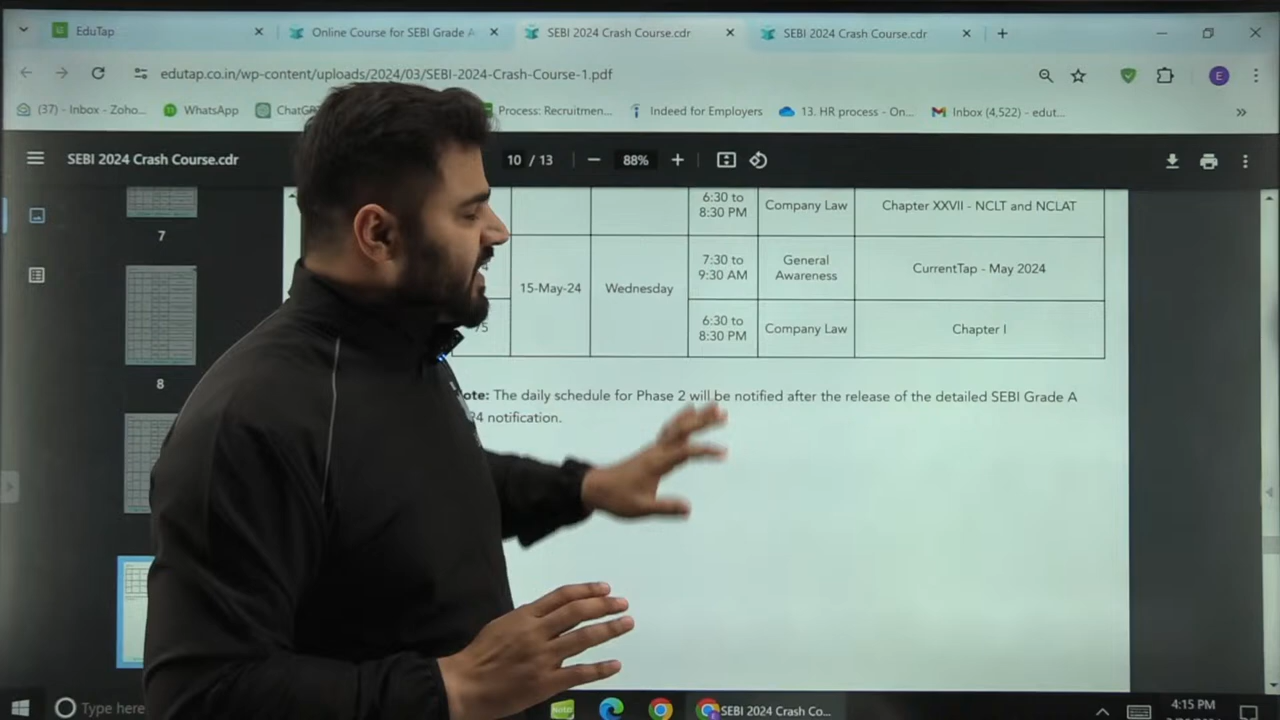 EduTap
Online Course for SEBI Grade A
SEBI 2024 Crash Course.cdr
SEBI 2024 Crash Course.cdr
edutap.co.in/wp-content/uploads/2024/03/SEBI-2024-Crash-Course-1.pdf
E
(37) - Inbox - Zoho...
WhatsApp
Process: Recruitmen...
Indeed for Employers
13. HR process - On...
Inbox (4,522) - edut...
SEBI 2024 Crash Course.cdr
10 / 13
88%
7
8
6:30 to
8:30 PM
Company Law
Chapter XXVII - NCLT and NCLAT
15-May-24
Wednesday
7:30 to
9:30 AM
General
Awareness
CurrentTap - May 2024
75
6:30 to
8:30 PM
Company Law
Chapter I
ote: The daily schedule for Phase 2 will be notified after the release of the detailed SEBI Grade A
24 notification.
Type here
SEBI 2024 Crash Co...
4:15 PM